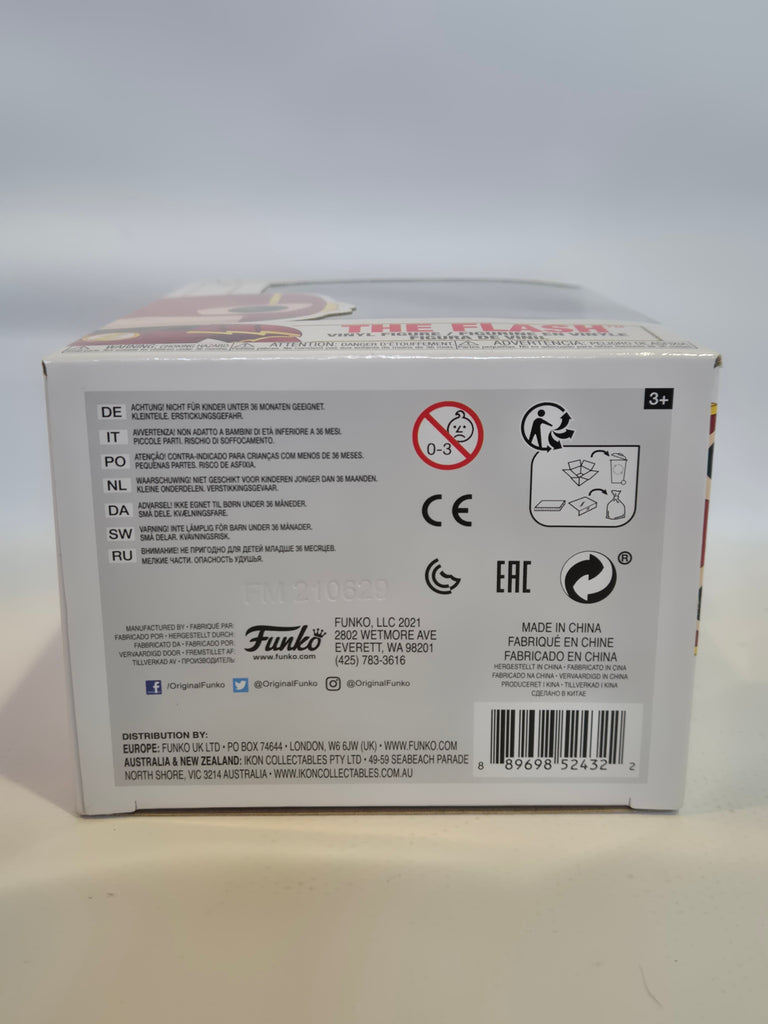 THE FLASH™
VINYL FIGURE / FIGURINE EN VINYLE
FIGURA DE VINIL
WARNING: CHOKING HAZARD ATTENTION: DANGER D'ÉTOUFFEMENT ADVERTENCIA: PELIGRO DE ASFIXIA
3+
DE ACHTUNG! NICHT FÜR KINDER UNTER 36 MONATEN GEEIGNET.
KLEINTEILE. ERSTICKUNGSGEFAHR.
IT AVVERTENZA! NON ADATTO A BAMBINI DI ETÀ INFERIORE A 36 MESI.
PICCOLE PARTI. RISCHIO DI SOFFOCAMENTO.
PO ATENÇÃO! CONTRA-INDICADO PARA CRIANÇAS COM MENOS DE 36 MESES.
PEQUENAS PARTES. RISCO DE ASFIXIA.
NL WAARSCHUWING! NIET GESCHIKT VOOR KINDEREN JONGER DAN 36 MAANDEN.
KLEINE ONDERDELEN. VERSTIKKINGSGEVAAR.
DA ADVARSEL! IKKE EGNET TIL BØRN UNDER 36 MÅNEDER.
SMÅ DELE. KVÆLNINGSFARE.
SW VARNING! INTE LÄMPLIG FÖR BARN UNDER 36 MÅNADER.
SMÅ DELAR. KVÄVNINGSRISK.
RU ВНИМАНИЕ! НЕ ПРИГОДНО ДЛЯ ДЕТЕЙ МЛАДШЕ 36 МЕСЯЦЕВ.
МЕЛКИЕ ЧАСТИ. ОПАСНОСТЬ УДУШЬЯ.
0-3
CE
EAC
®
FM 210629
MANUFACTURED BY • FABRIQUÉ PAR:
FABRICADO POR • HERGESTELLT DURCH:
FABBRICATO DA • FABRICADO POR:
VERVAARDIGD DOOR • FREMSTILLET AF:
TILLVERKAD AV • ПРОИЗВОДИТЕЛЬ:
Funko
www.funko.com
FUNKO, LLC 2021
2802 WETMORE AVE
EVERETT, WA 98201
(425) 783-3616
/OriginalFunko @OriginalFunko @OriginalFunko
MADE IN CHINA
FABRIQUÉ EN CHINE
FABRICADO EN CHINA
HERGESTELLT IN CHINA • FABBRICATO IN CINA
FABRICADO NA CHINA • VERVAARDIGD IN CHINA
PRODUCERET I KINA • TILLVERKAD I KINA
СДЕЛАНО В КИТАЕ
DISTRIBUTION BY:
EUROPE: FUNKO UK LTD • PO BOX 74644 • LONDON, W6 6JW (UK) • WWW.FUNKO.COM
AUSTRALIA & NEW ZEALAND: IKON COLLECTABLES PTY LTD • 49-59 SEABEACH PARADE
NORTH SHORE, VIC 3214 AUSTRALIA • WWW.IKONCOLLECTABLES.COM.AU
8 89698 52432 2